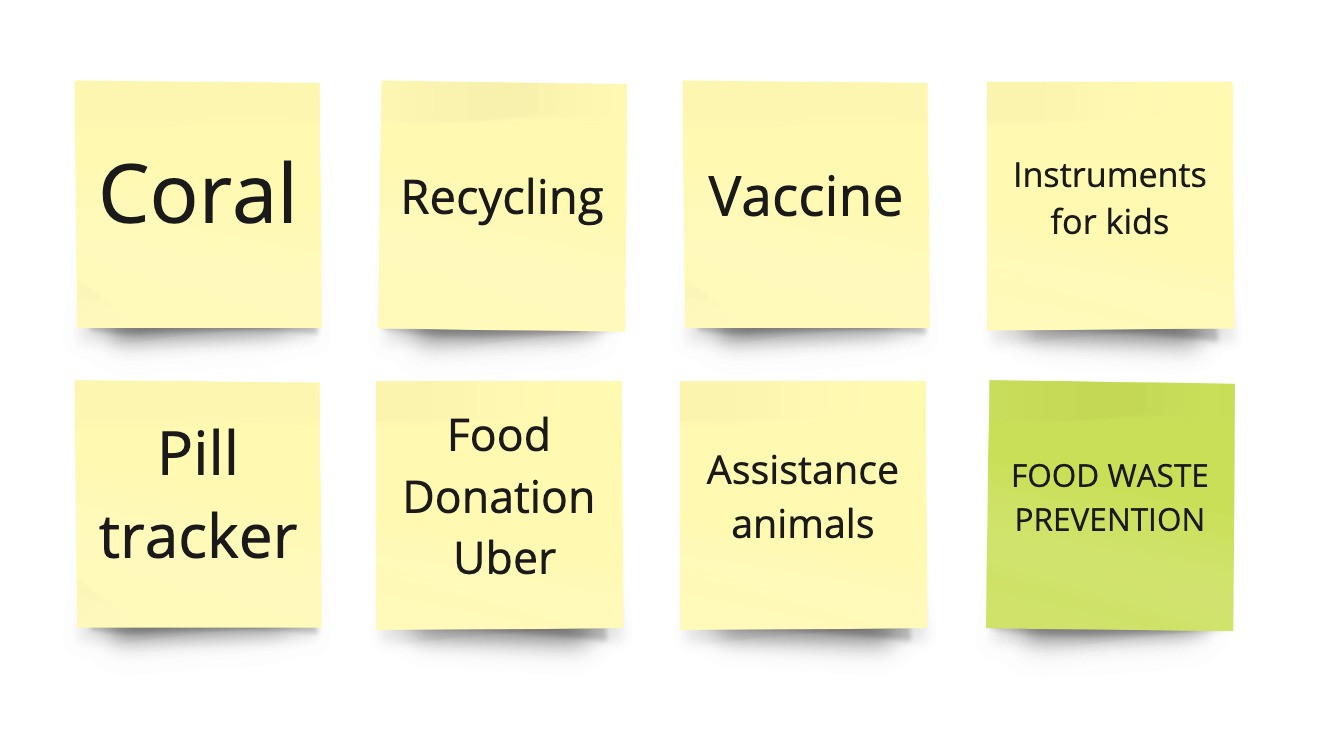 Coral
Recycling
Vaccine
Instruments
for kids
Pill
tracker
Food
Donation
Uber
Assistance
animals
FOOD WASTE
PREVENTION